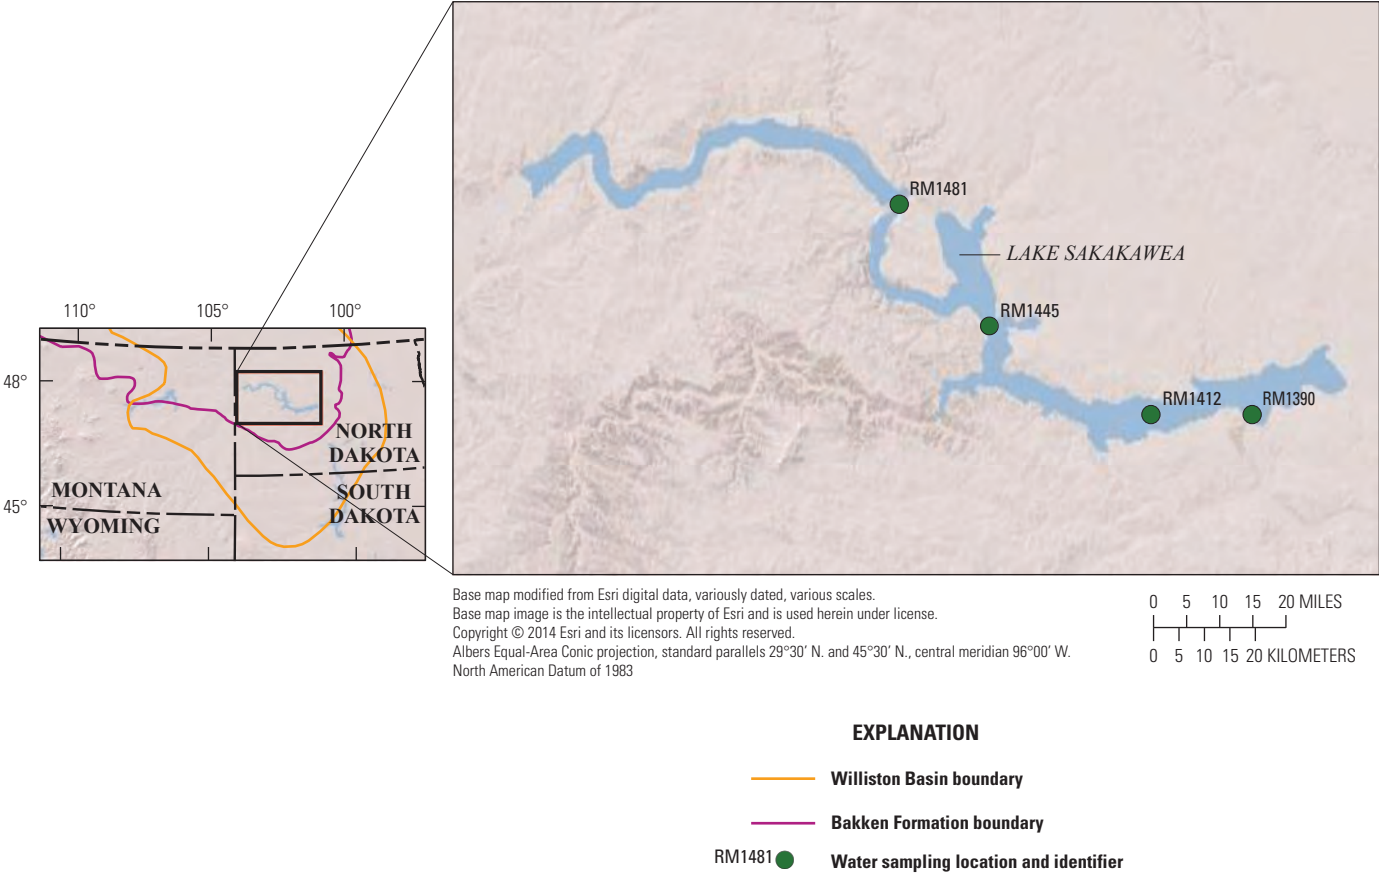 RM1481
LAKE SAKAKAWEA
RM1445
RM1412
RM1390
110°
105°
100°
48°
45°
NORTH
DAKOTA
SOUTH
DAKOTA
MONTANA
WYOMING
Base map modified from Esri digital data, variously dated, various scales.
Base map image is the intellectual property of Esri and is used herein under license.
Copyright © 2014 Esri and its licensors. All rights reserved.
Albers Equal-Area Conic projection, standard parallels 29°30′ N. and 45°30′ N., central meridian 96°00′ W.
North American Datum of 1983
0 5 10 15 20 MILES
0 5 10 15 20 KILOMETERS
EXPLANATION
Williston Basin boundary
Bakken Formation boundary
RM1481 Water sampling location and identifier